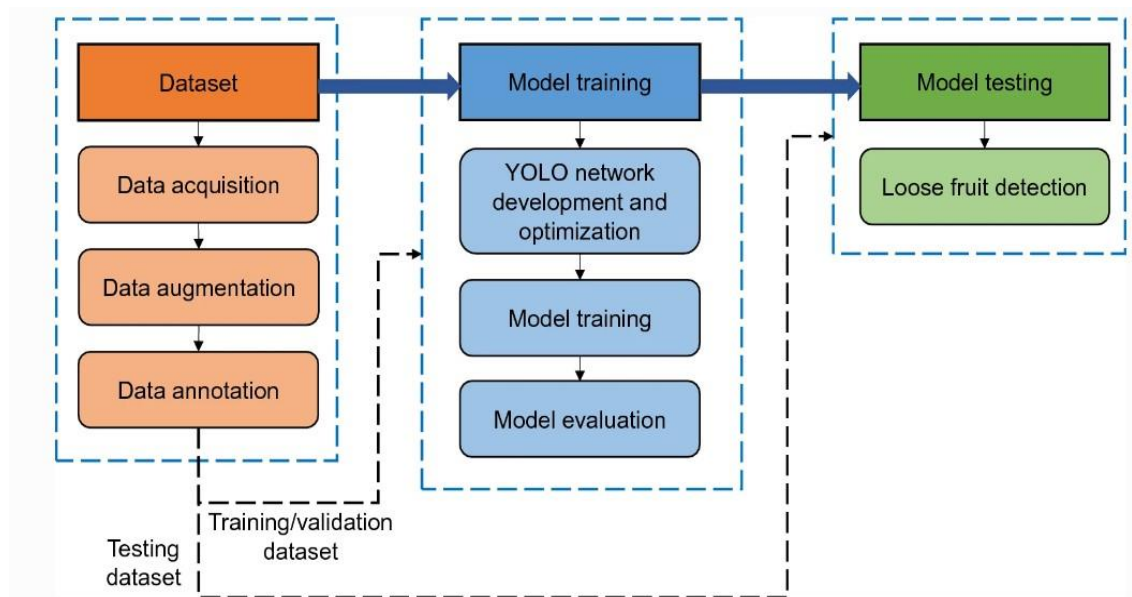 Dataset
Data acquisition
Data augmentation
Data annotation
Testing
dataset
Training/validation
dataset
Model training
YOLO network
development and
optimization
Model training
Model evaluation
Model testing
Loose fruit detection